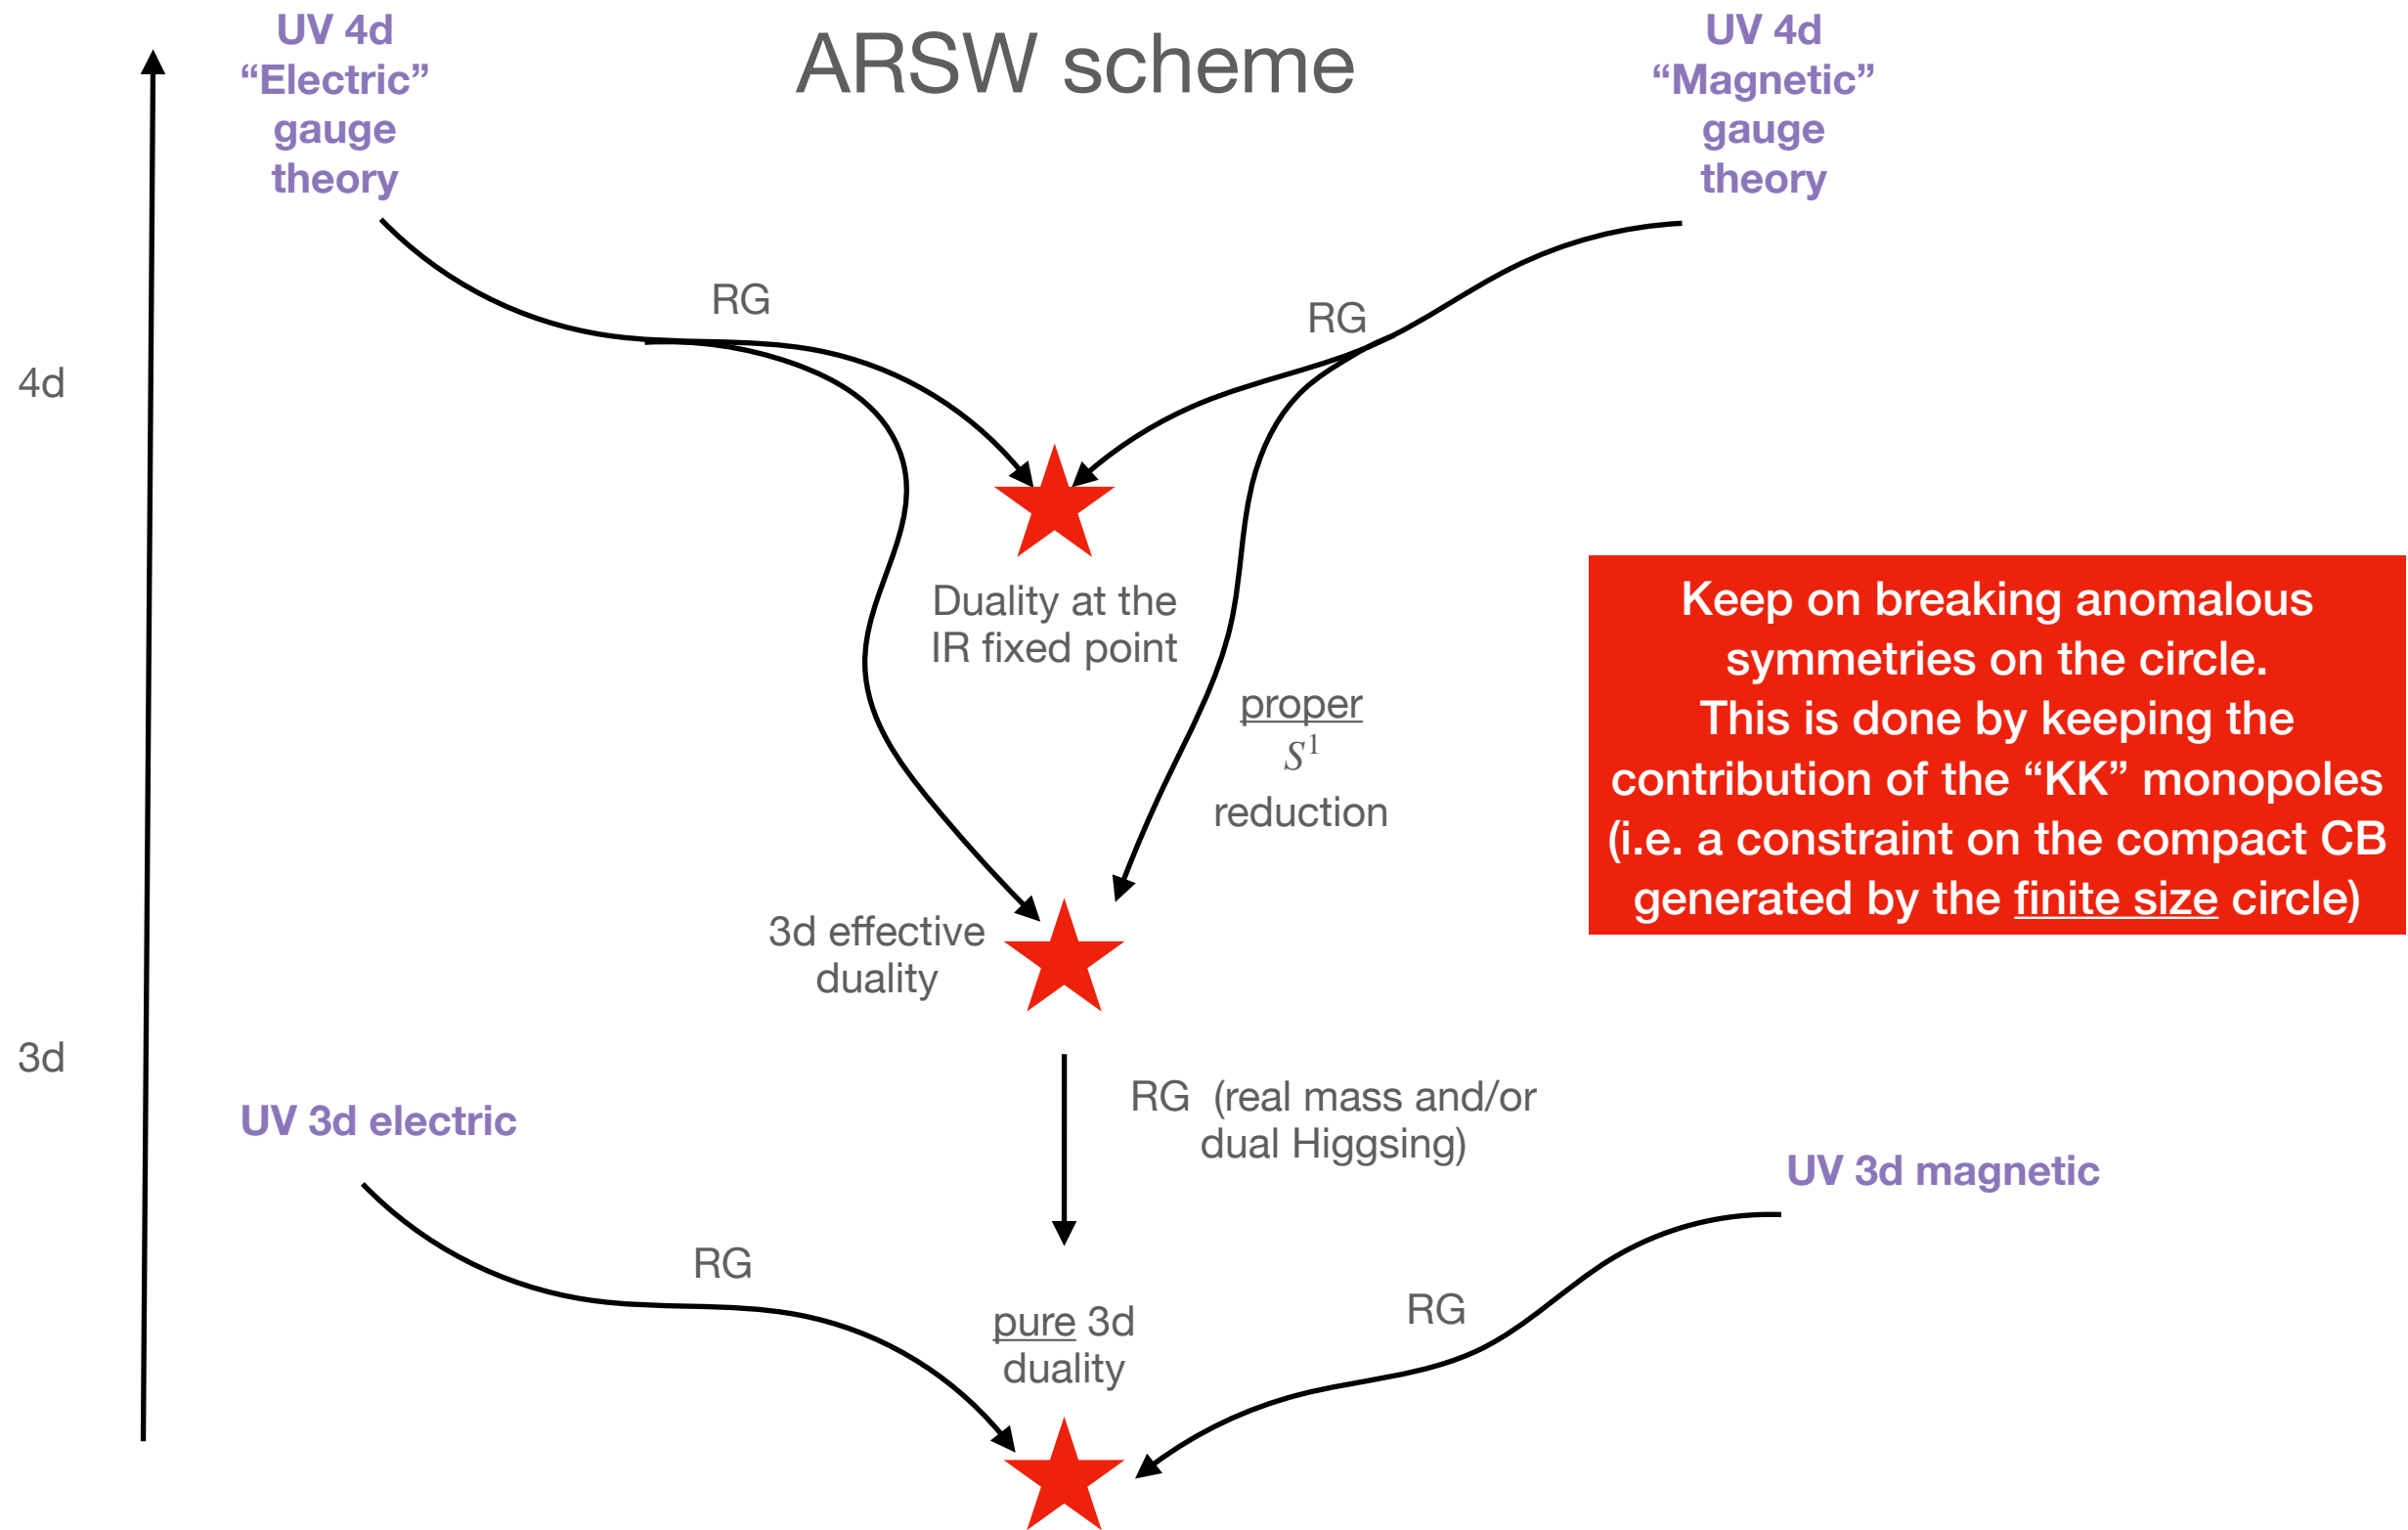 UV 4d
“Electric”
gauge
theory
ARSW scheme
UV 4d
“Magnetic”
gauge
theory
RG
RG
4d
Duality at the
IR fixed point
proper
S¹
reduction
Keep on breaking anomalous
symmetries on the circle.
This is done by keeping the
contribution of the “KK” monopoles
(i.e. a constraint on the compact CB
generated by the finite size circle)
3d effective
duality
3d
RG (real mass and/or
dual Higgsing)
UV 3d electric
UV 3d magnetic
RG
RG
pure 3d
duality